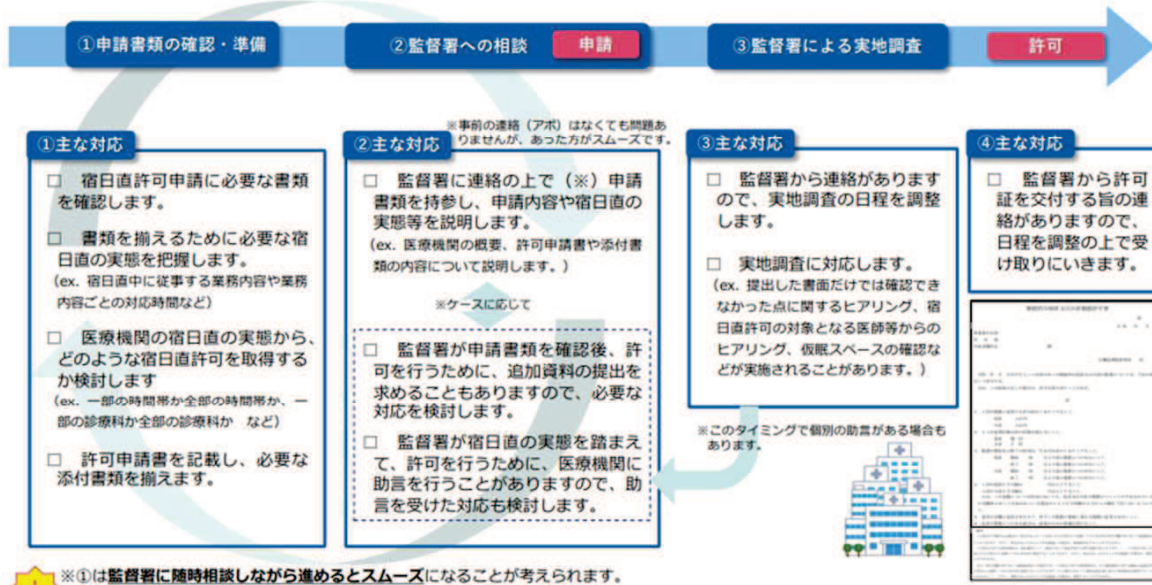 ①申請書類の確認・準備
②監督署への相談
申請
③監督署による実地調査
許可
①主な対応
□ 宿日直許可申請に必要な書類
を確認します。
□ 書類を揃えるために必要な宿
日直の実態を把握します。
(ex. 宿日直中に従事する業務内容や業務
内容ごとの対応時間など)
□ 医療機関の宿日直の実態から、
どのような宿日直許可を取得する
か検討します
(ex. 一部の時間帯か全部の時間帯か、一
部の診療科か全部の診療科か など)
□ 許可申請書を記載し、必要な
添付書類を揃えます。
※事前の連絡（アポ）はなくても問題あ
りませんが、あった方がスムーズです。
②主な対応
□ 監督署に連絡の上で（※）申請
書類を持参し、申請内容や宿日直の
実態等を説明します。
(ex. 医療機関の概要、許可申請書や添付書
類の内容について説明します。)
※ケースに応じて
□ 監督署が申請書類を確認後、許
可を行うために、追加資料の提出を
求めることもありますので、必要な
対応を検討します。
□ 監督署が宿日直の実態を踏まえ
て、許可を行うために、医療機関に
助言を行うことがありますので、助
言を受けた対応も検討します。
③主な対応
□ 監督署から連絡があります
ので、実地調査の日程を調整
します。
□ 実地調査に対応します。
(ex. 提出した書面だけでは確認でき
なかった点に関するヒアリング、宿
日直許可の対象となる医師等からの
ヒアリング、仮眠スペースの確認な
どが実施されることがあります。)
※このタイミングで個別の助言がある場合も
あります。
④主な対応
□ 監督署から許可
証を交付する旨の連
絡がありますので、
日程を調整の上で受
け取りにいきます。
※①は監督署に随時相談しながら進めるとスムーズになることが考えられます。